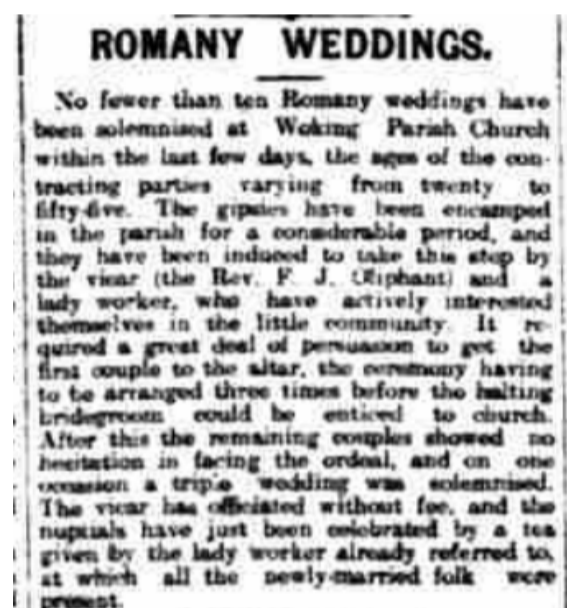 ROMANY WEDDINGS.
No fewer than ten Romany weddings have
been solemnised at Woking Parish Church
within the last few days, the ages of the con-
tracting parties varying from twenty to
fifty-five. The gipsies have been encamped
in the parish for a considerable period, and
they have been induced to take this step by
the vicar (the Rev. F. J. Oliphant) and a
lady worker, who have actively interested
themselves in the little community. It re-
quired a great deal of persuasion to get the
first couple to the altar, the ceremony having
to be arranged three times before the halting
bridegroom could be enticed to church.
After this the remaining couples showed no
hesitation in facing the ordeal, and on one
occasion a triple wedding was solemnised.
The vicar has officiated without fee, and the
nuptials have just been celebrated by a tea
given by the lady worker already referred to,
at which all the newly-married folk were
present.